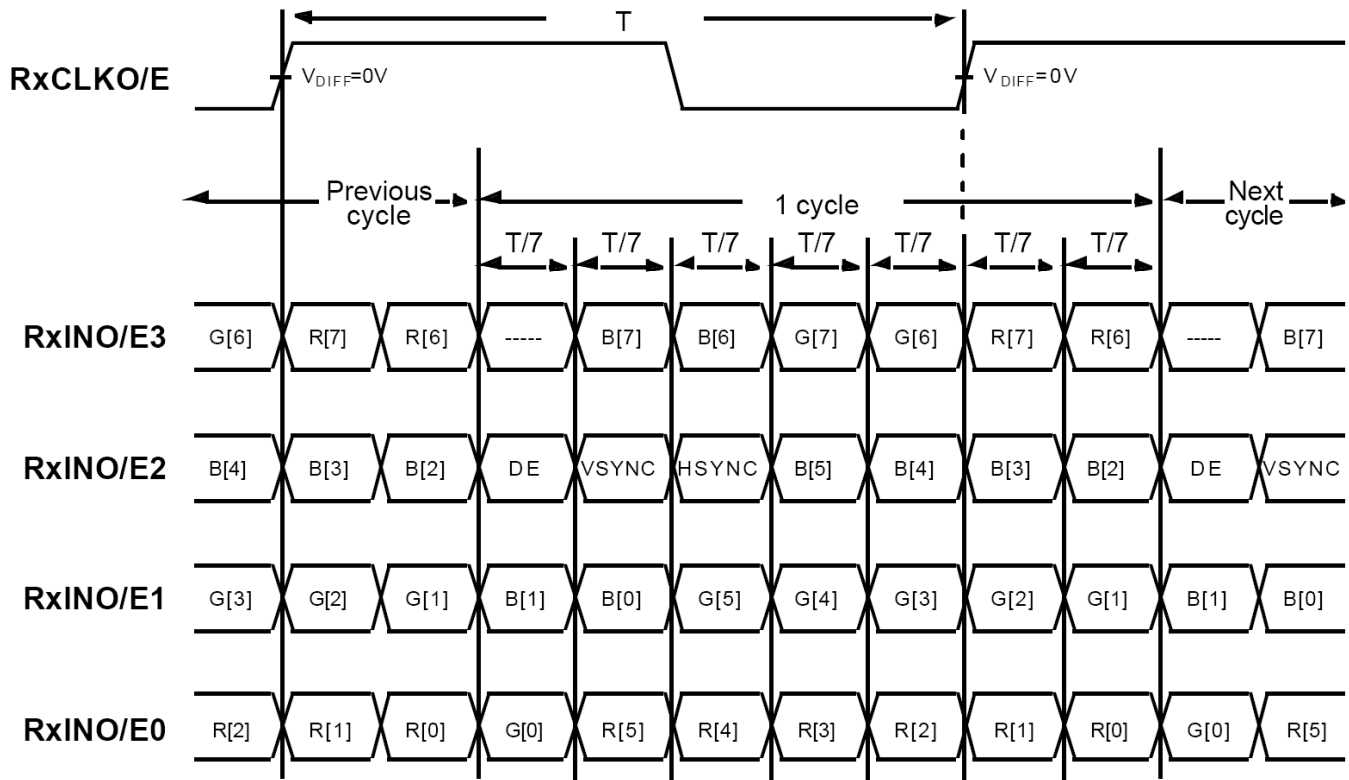 T
RxCLKO/E
V DIFF=0V
V DIFF=0V
Previous cycle
1 cycle
Next cycle
T/7 T/7 T/7 T/7 T/7 T/7 T/7
RxINO/E3 G[6] R[7] R[6] ----- B[7] B[6] G[7] G[6] R[7] R[6] ----- B[7]
RxINO/E2 B[4] B[3] B[2] DE VSYNC HSYNC B[5] B[4] B[3] B[2] DE VSYNC
RxINO/E1 G[3] G[2] G[1] B[1] B[0] G[5] G[4] G[3] G[2] G[1] B[1] B[0]
RxINO/E0 R[2] R[1] R[0] G[0] R[5] R[4] R[3] R[2] R[1] R[0] G[0] R[5]